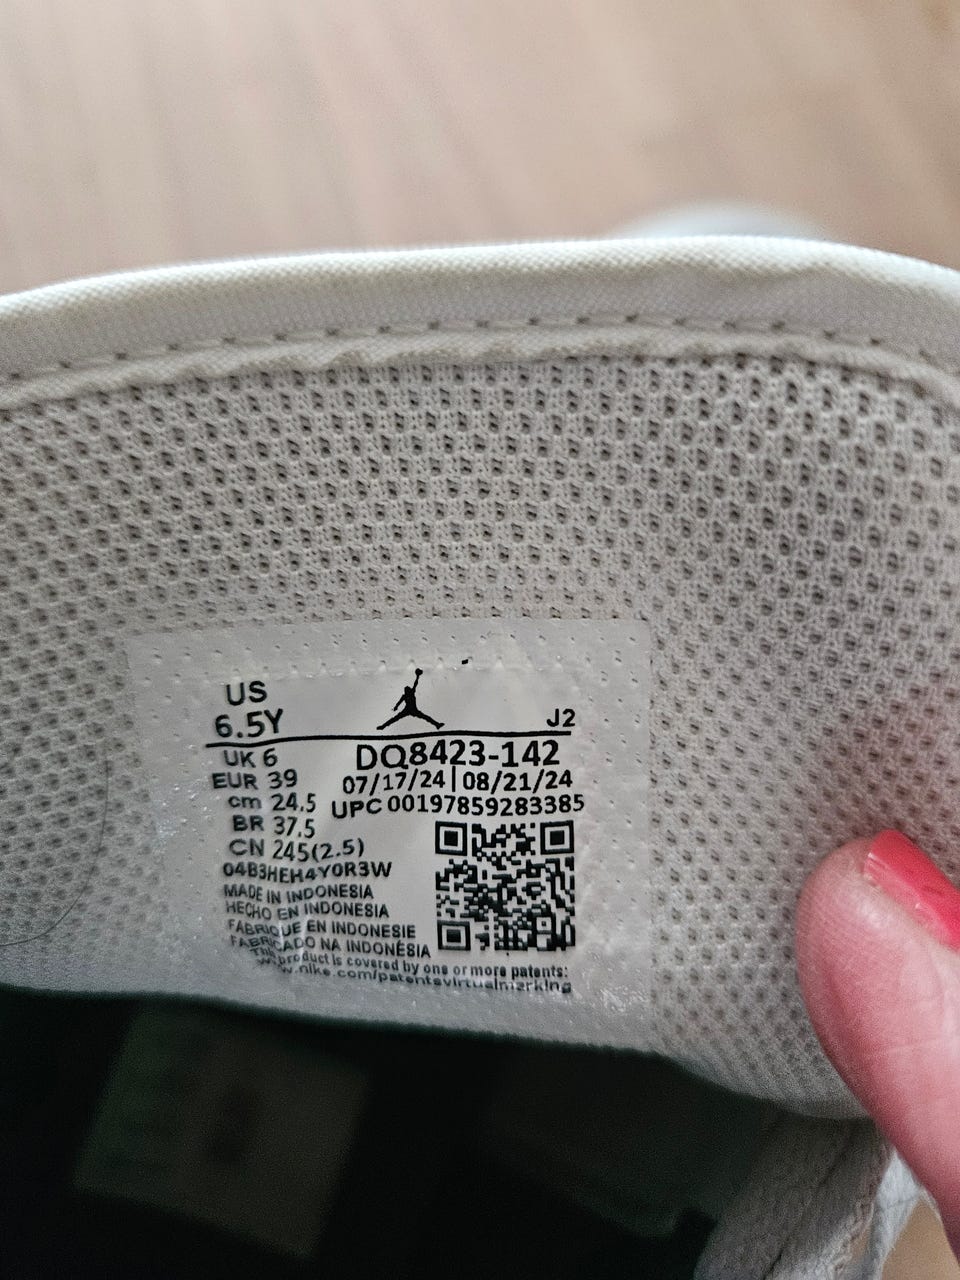 US
6.5Y
J2
UK 6
DQ8423-142
EUR 39
07/17/24|08/21/24
cm 24.5
UPC 00197859283385
BR 37.5
CN 245(2.5)
04B3HEH4Y0R3W
MADE IN INDONESIA
HECHO EN INDONESIA
FABRIQUE EN INDONESIE
FABRICADO NA INDONÉSIA
This product is covered by one or more patents:
www.nike.com/patentsvirtualmarking